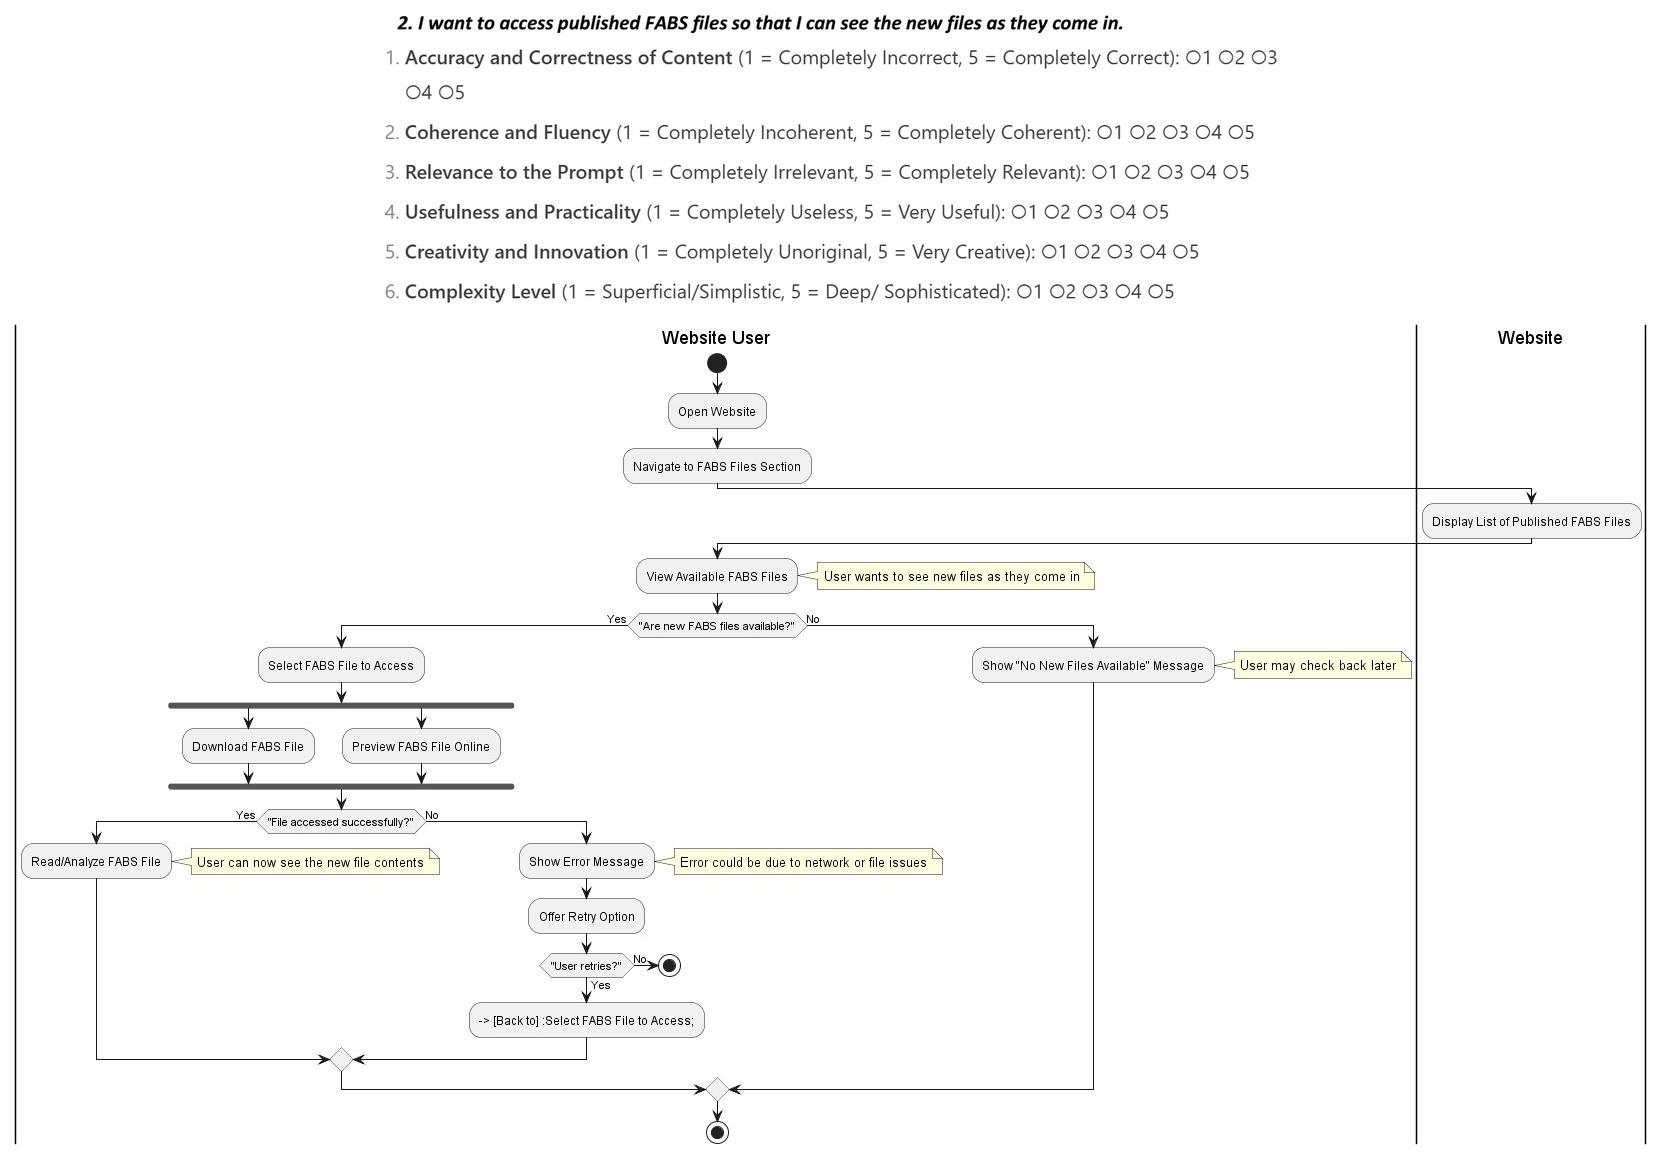 2. I want to access published FABS files so that I can see the new files as they come in.
1. Accuracy and Correctness of Content (1 = Completely Incorrect, 5 = Completely Correct): ○1 ○2 ○3
○4 ○5
2. Coherence and Fluency (1 = Completely Incoherent, 5 = Completely Coherent): ○1 ○2 ○3 ○4 ○5
3. Relevance to the Prompt (1 = Completely Irrelevant, 5 = Completely Relevant): ○1 ○2 ○3 ○4 ○5
4. Usefulness and Practicality (1 = Completely Useless, 5 = Very Useful): ○1 ○2 ○3 ○4 ○5
5. Creativity and Innovation (1 = Completely Unoriginal, 5 = Very Creative): ○1 ○2 ○3 ○4 ○5
6. Complexity Level (1 = Superficial/Simplistic, 5 = Deep/ Sophisticated): ○1 ○2 ○3 ○4 ○5
Website User
Website
Open Website
Navigate to FABS Files Section
Display List of Published FABS Files
View Available FABS Files
User wants to see new files as they come in
Yes
"Are new FABS files available?"
No
Select FABS File to Access
Show "No New Files Available" Message
User may check back later
Download FABS File
Preview FABS File Online
Yes
"File accessed successfully?"
No
Read/Analyze FABS File
User can now see the new file contents
Show Error Message
Error could be due to network or file issues
Offer Retry Option
"User retries?"
No
Yes
-> [Back to] :Select FABS File to Access;